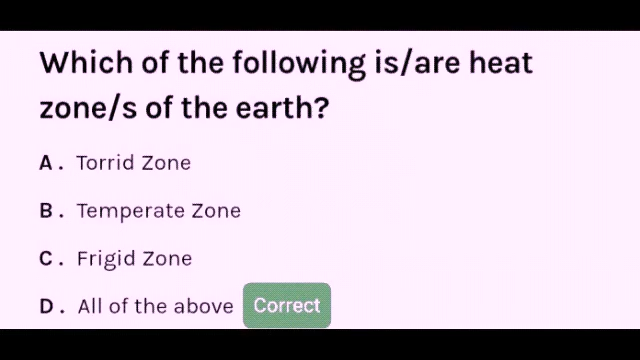 Which of the following is/are heat
zone/s of the earth?
A. Torrid Zone
B. Temperate Zone
C. Frigid Zone
D. All of the above Correct